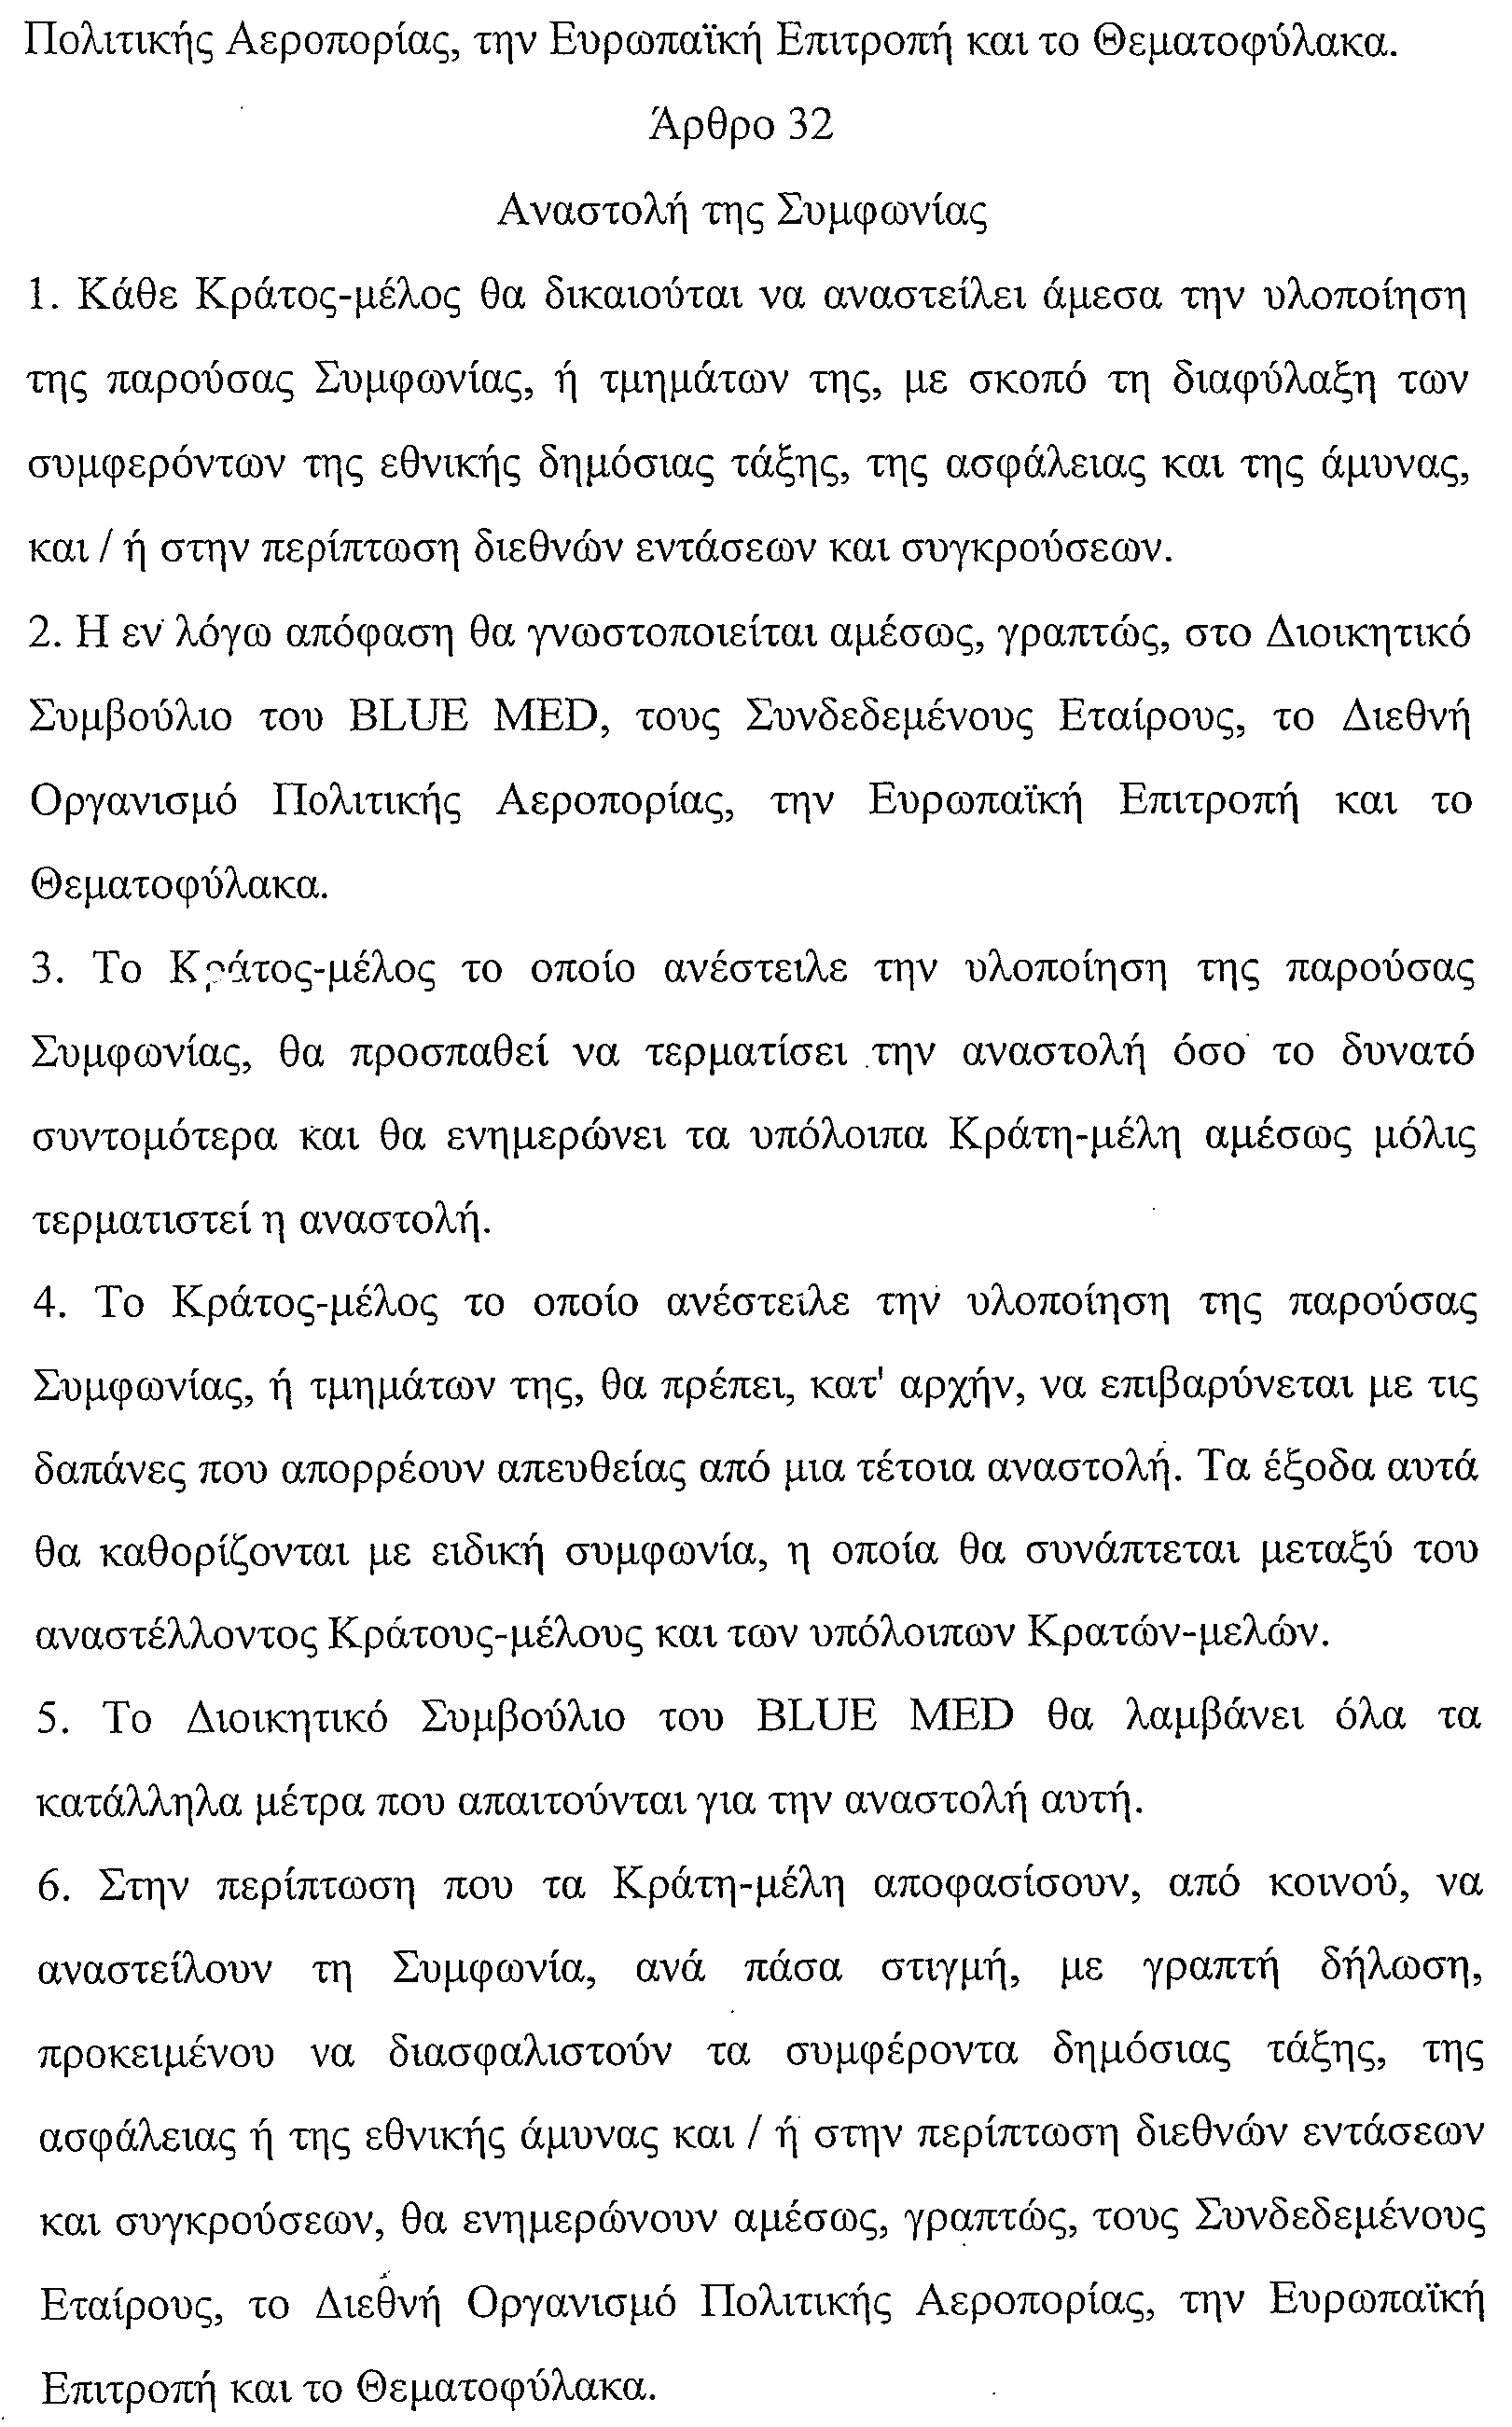 Πολιτικής Αεροπορίας, την Ευρωπαϊκή Επιτροπή και το Θεματοφύλακα.
Άρθρο 32
Αναστολή της Συμφωνίας
1. Κάθε Κράτος-μέλος θα δικαιούται να αναστείλει άμεσα την υλοποίηση
της παρούσας Συμφωνίας, ή τμημάτων της, με σκοπό τη διαφύλαξη των
συμφερόντων της εθνικής δημόσιας τάξης, της ασφάλειας και της άμυνας,
και / ή στην περίπτωση διεθνών εντάσεων και συγκρούσεων.
2. Η εν λόγω απόφαση θα γνωστοποιείται αμέσως, γραπτώς, στο Διοικητικό
Συμβούλιο του BLUE MED, τους Συνδεδεμένους Εταίρους, το Διεθνή
Οργανισμό Πολιτικής Αεροπορίας, την Ευρωπαϊκή Επιτροπή και το
Θεματοφύλακα.
3. Το Κράτος-μέλος το οποίο ανέστειλε την υλοποίηση της παρούσας
Συμφωνίας, θα προσπαθεί να τερματίσει την αναστολή όσο το δυνατό
συντομότερα και θα ενημερώνει τα υπόλοιπα Κράτη-μέλη αμέσως μόλις
τερματιστεί η αναστολή.
4. Το Κράτος-μέλος το οποίο ανέστειλε την υλοποίηση της παρούσας
Συμφωνίας, ή τμημάτων της, θα πρέπει, κατ' αρχήν, να επιβαρύνεται με τις
δαπάνες που απορρέουν απευθείας από μια τέτοια αναστολή. Τα έξοδα αυτά
θα καθορίζονται με ειδική συμφωνία, η οποία θα συνάπτεται μεταξύ του
αναστέλλοντος Κράτους-μέλους και των υπόλοιπων Κρατών-μελών.
5. Το Διοικητικό Συμβούλιο του BLUE MED θα λαμβάνει όλα τα
κατάλληλα μέτρα που απαιτούνται για την αναστολή αυτή.
6. Στην περίπτωση που τα Κράτη-μέλη αποφασίσουν, από κοινού, να
αναστείλουν τη Συμφωνία, ανά πάσα στιγμή, με γραπτή δήλωση,
προκειμένου να διασφαλιστούν τα συμφέροντα δημόσιας τάξης, της
ασφάλειας ή της εθνικής άμυνας και / ή στην περίπτωση διεθνών εντάσεων
και συγκρούσεων, θα ενημερώνουν αμέσως, γραπτώς, τους Συνδεδεμένους
Εταίρους, το Διεθνή Οργανισμό Πολιτικής Αεροπορίας, την Ευρωπαϊκή
Επιτροπή και το Θεματοφύλακα.